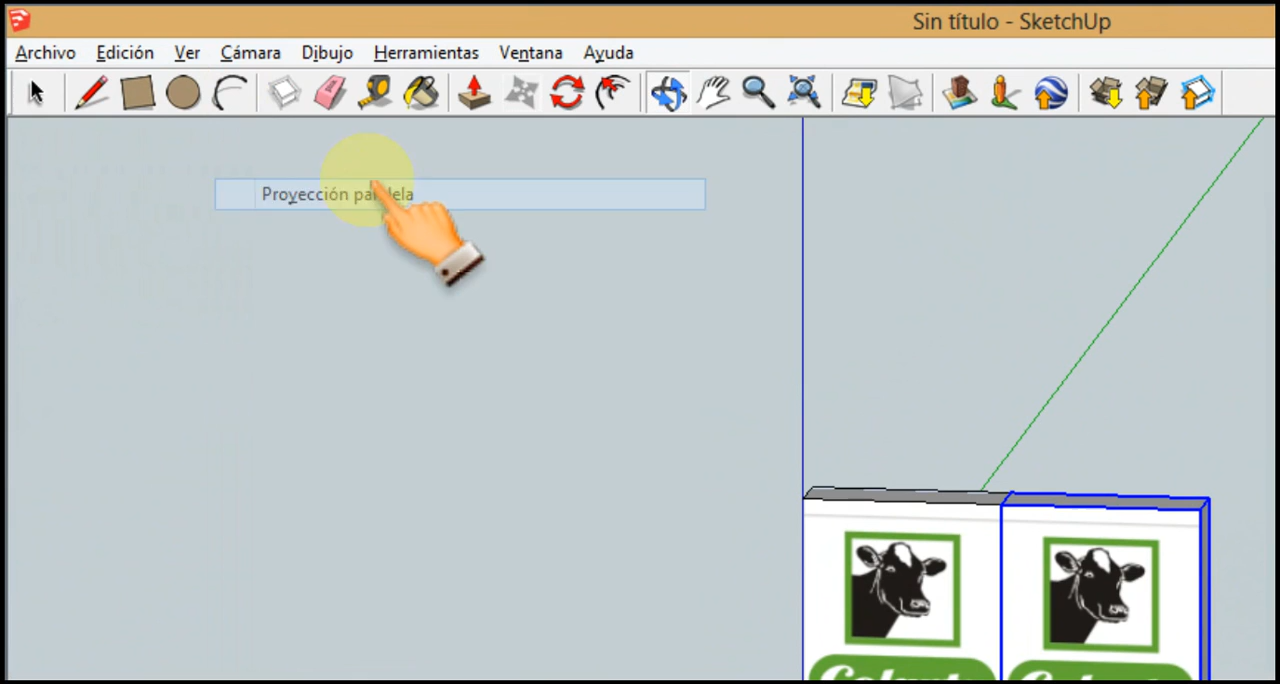 Sin título - SketchUp
Archivo Edición Ver Cámara Dibujo Herramientas Ventana Ayuda
Proyección paralela